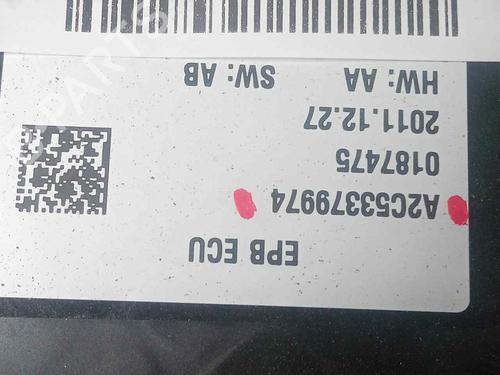 EPB ECU
A2C53379974
0187475
2011.12.27
HW: AA SW: AB